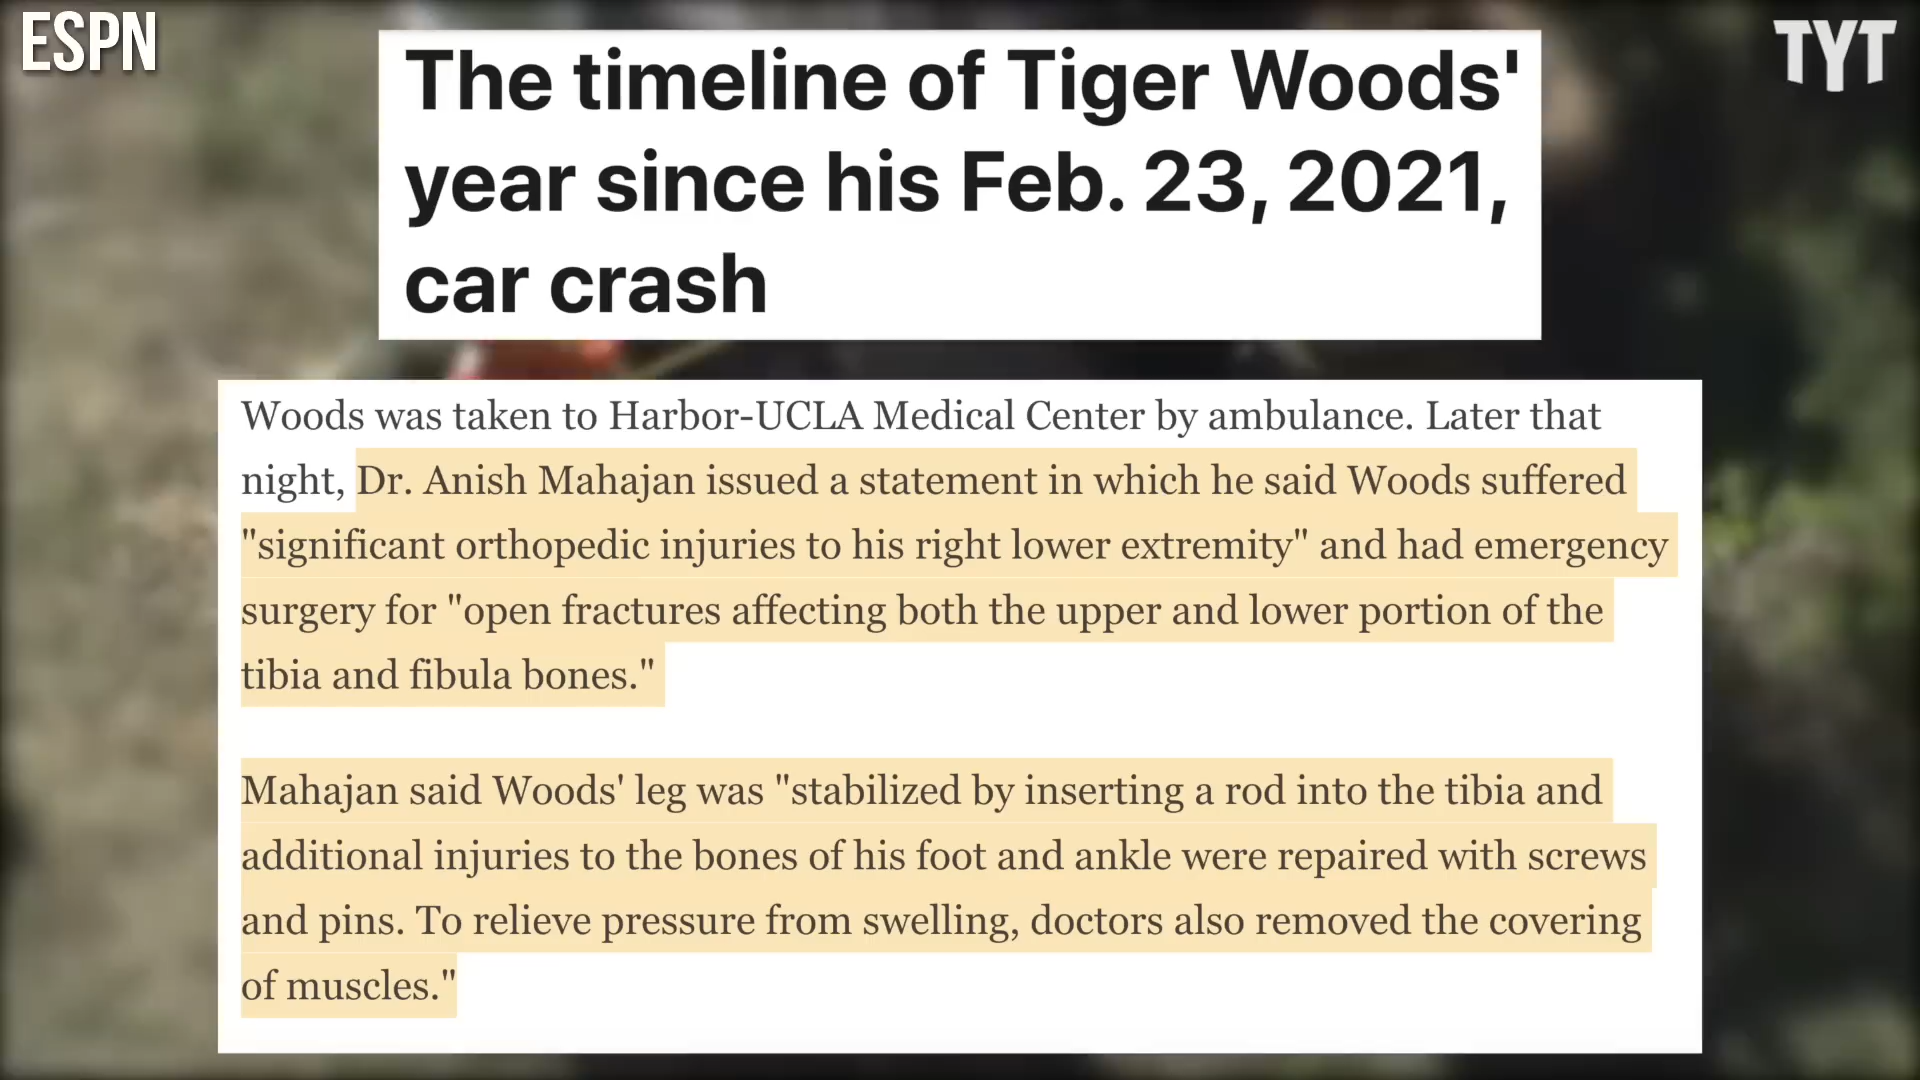 ESPN
TYT
The timeline of Tiger Woods'
year since his Feb. 23, 2021,
car crash
Woods was taken to Harbor-UCLA Medical Center by ambulance. Later that
night, Dr. Anish Mahajan issued a statement in which he said Woods suffered
"significant orthopedic injuries to his right lower extremity" and had emergency
surgery for "open fractures affecting both the upper and lower portion of the
tibia and fibula bones."
Mahajan said Woods' leg was "stabilized by inserting a rod into the tibia and
additional injuries to the bones of his foot and ankle were repaired with screws
and pins. To relieve pressure from swelling, doctors also removed the covering
of muscles."